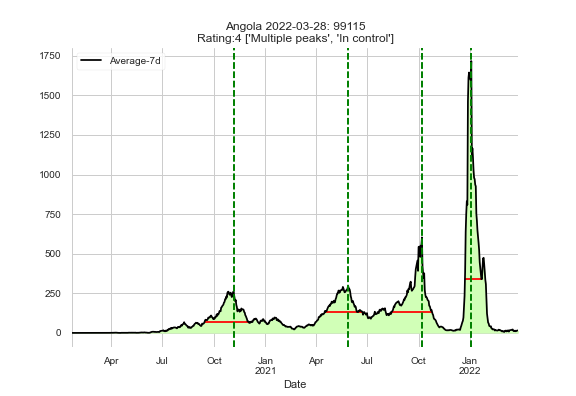 Angola 2022-03-28: 99115
Rating:4 ['Multiple peaks', 'In control']
Average-7d
1750
1500
1250
1000
750
500
250
0
Apr Jul Oct Jan Apr Jul Oct Jan
2021 2022
Date